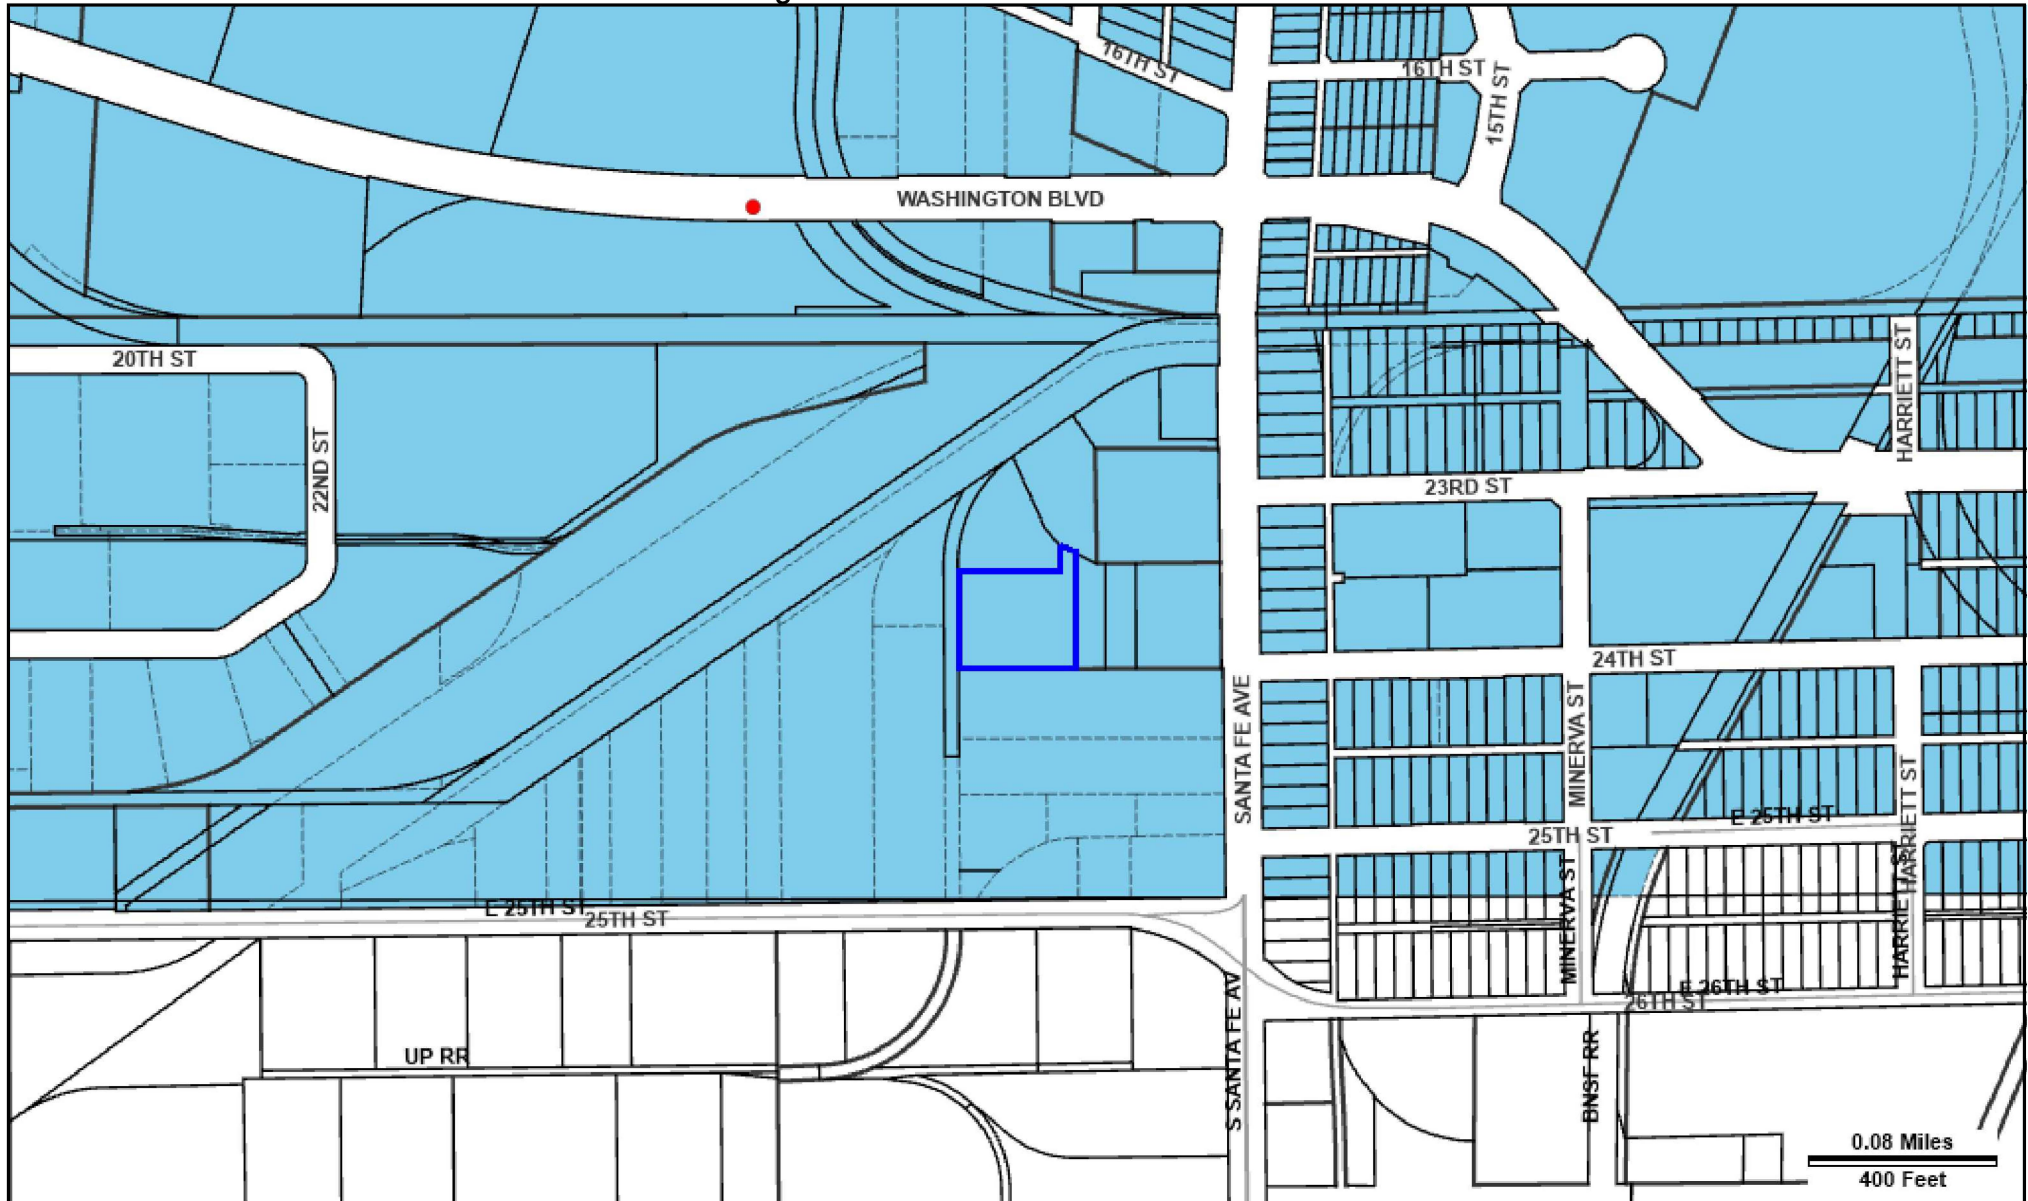 16TH ST
16TH ST
15TH ST
WASHINGTON BLVD
20TH ST
22ND ST
HARRIETT ST
23RD ST
24TH ST
SANTA FE AVE
MINERVA ST
E 25TH ST
25TH ST
HARRIETT ST
MINERVA ST
HARRIETT ST
E 25TH ST
25TH ST
E 26TH ST
26TH ST
S SANTA FE AV
UP RR
BNSF RR
0.08 Miles
400 Feet